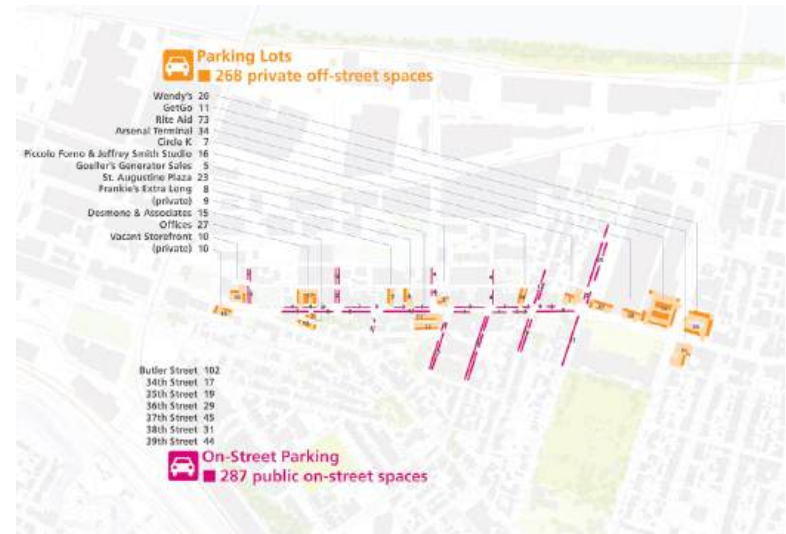 Parking Lots
268 private off-street spaces
Wendy's 20
GetGo 11
Rite Aid 73
Arsenal Terminal 34
Circle K 7
Piccolo Forno & Jeffrey Smith Studio 16
Goeller's Generator Sales 5
St. Augustine Plaza 23
Frankie's Extra Long 8
(private) 9
Desmone & Associates 15
Offices 27
Vacant Storefront 10
(private) 10
Butler Street 102
34th Street 17
35th Street 19
36th Street 29
37th Street 45
38th Street 31
39th Street 44
On-Street Parking
287 public on-street spaces